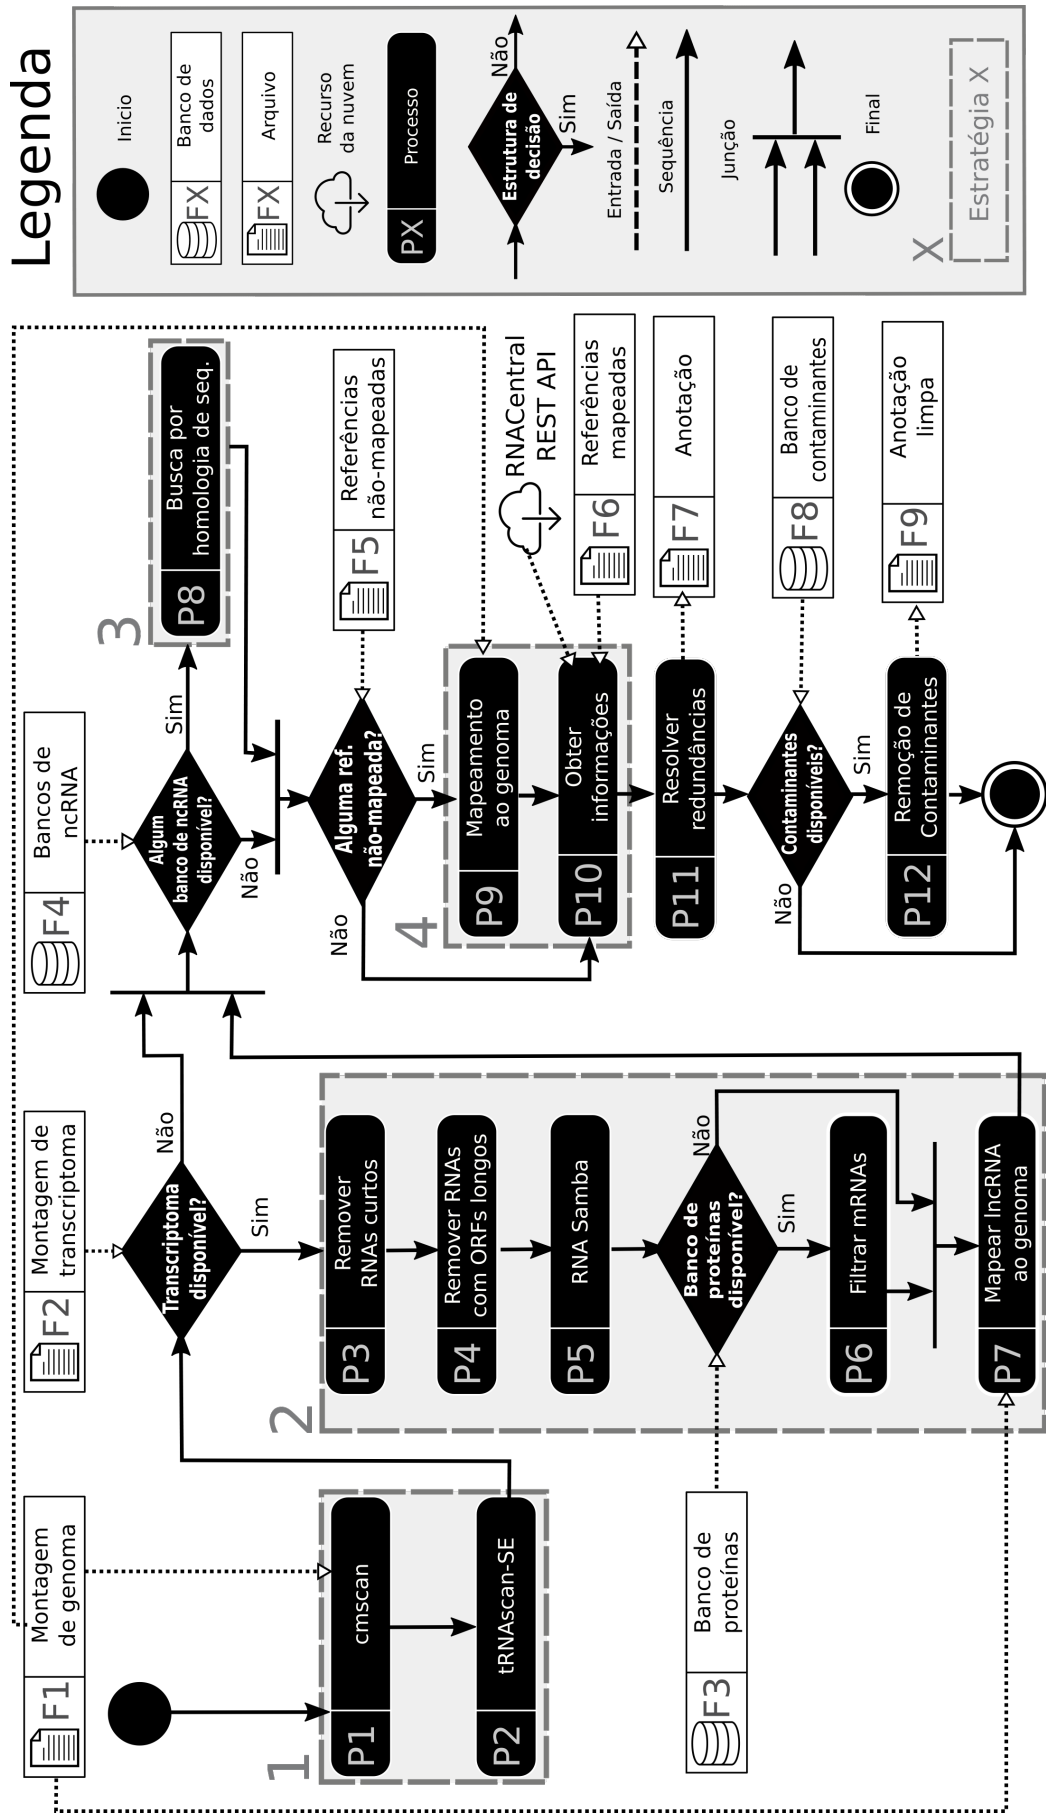 Legenda
Inicio
FX
Banco de
dados
FX
Arquivo
Recurso
da nuvem
PX
Processo
Estrutura de
decisão
Não
Sim
Entrada / Saída
Sequência
Junção
Final
X
Estratégia X
F1
Montagem
de genoma
F2
Montagem de
transcriptoma
F4
Bancos de
ncRNA
1
P1
cmscan
P2
tRNAscan-SE
F3
Banco de
proteínas
Transcriptoma
disponível?
Não
Sim
2
P3
Remover
RNAs curtos
P4
Remover RNAs
com ORFs longos
P5
RNA Samba
Banco de
proteínas
disponível?
Não
Sim
P6
Filtrar mRNAs
P7
Mapear lncRNA
ao genoma
Algum
banco de ncRNA
disponível?
Sim
Não
3
P8
Busca por
homologia de seq.
F5
Referências
não-mapeadas
Alguma ref.
não-mapeada?
Não
Sim
4
P9
Mapeamento
ao genoma
P10
Obter
informações
RNACentral
REST API
F6
Referências
mapeadas
P11
Resolver
redundâncias
F7
Anotação
Contaminantes
disponíveis?
Não
Sim
F8
Banco de
contaminantes
P12
Remoção de
Contaminantes
F9
Anotação
limpa